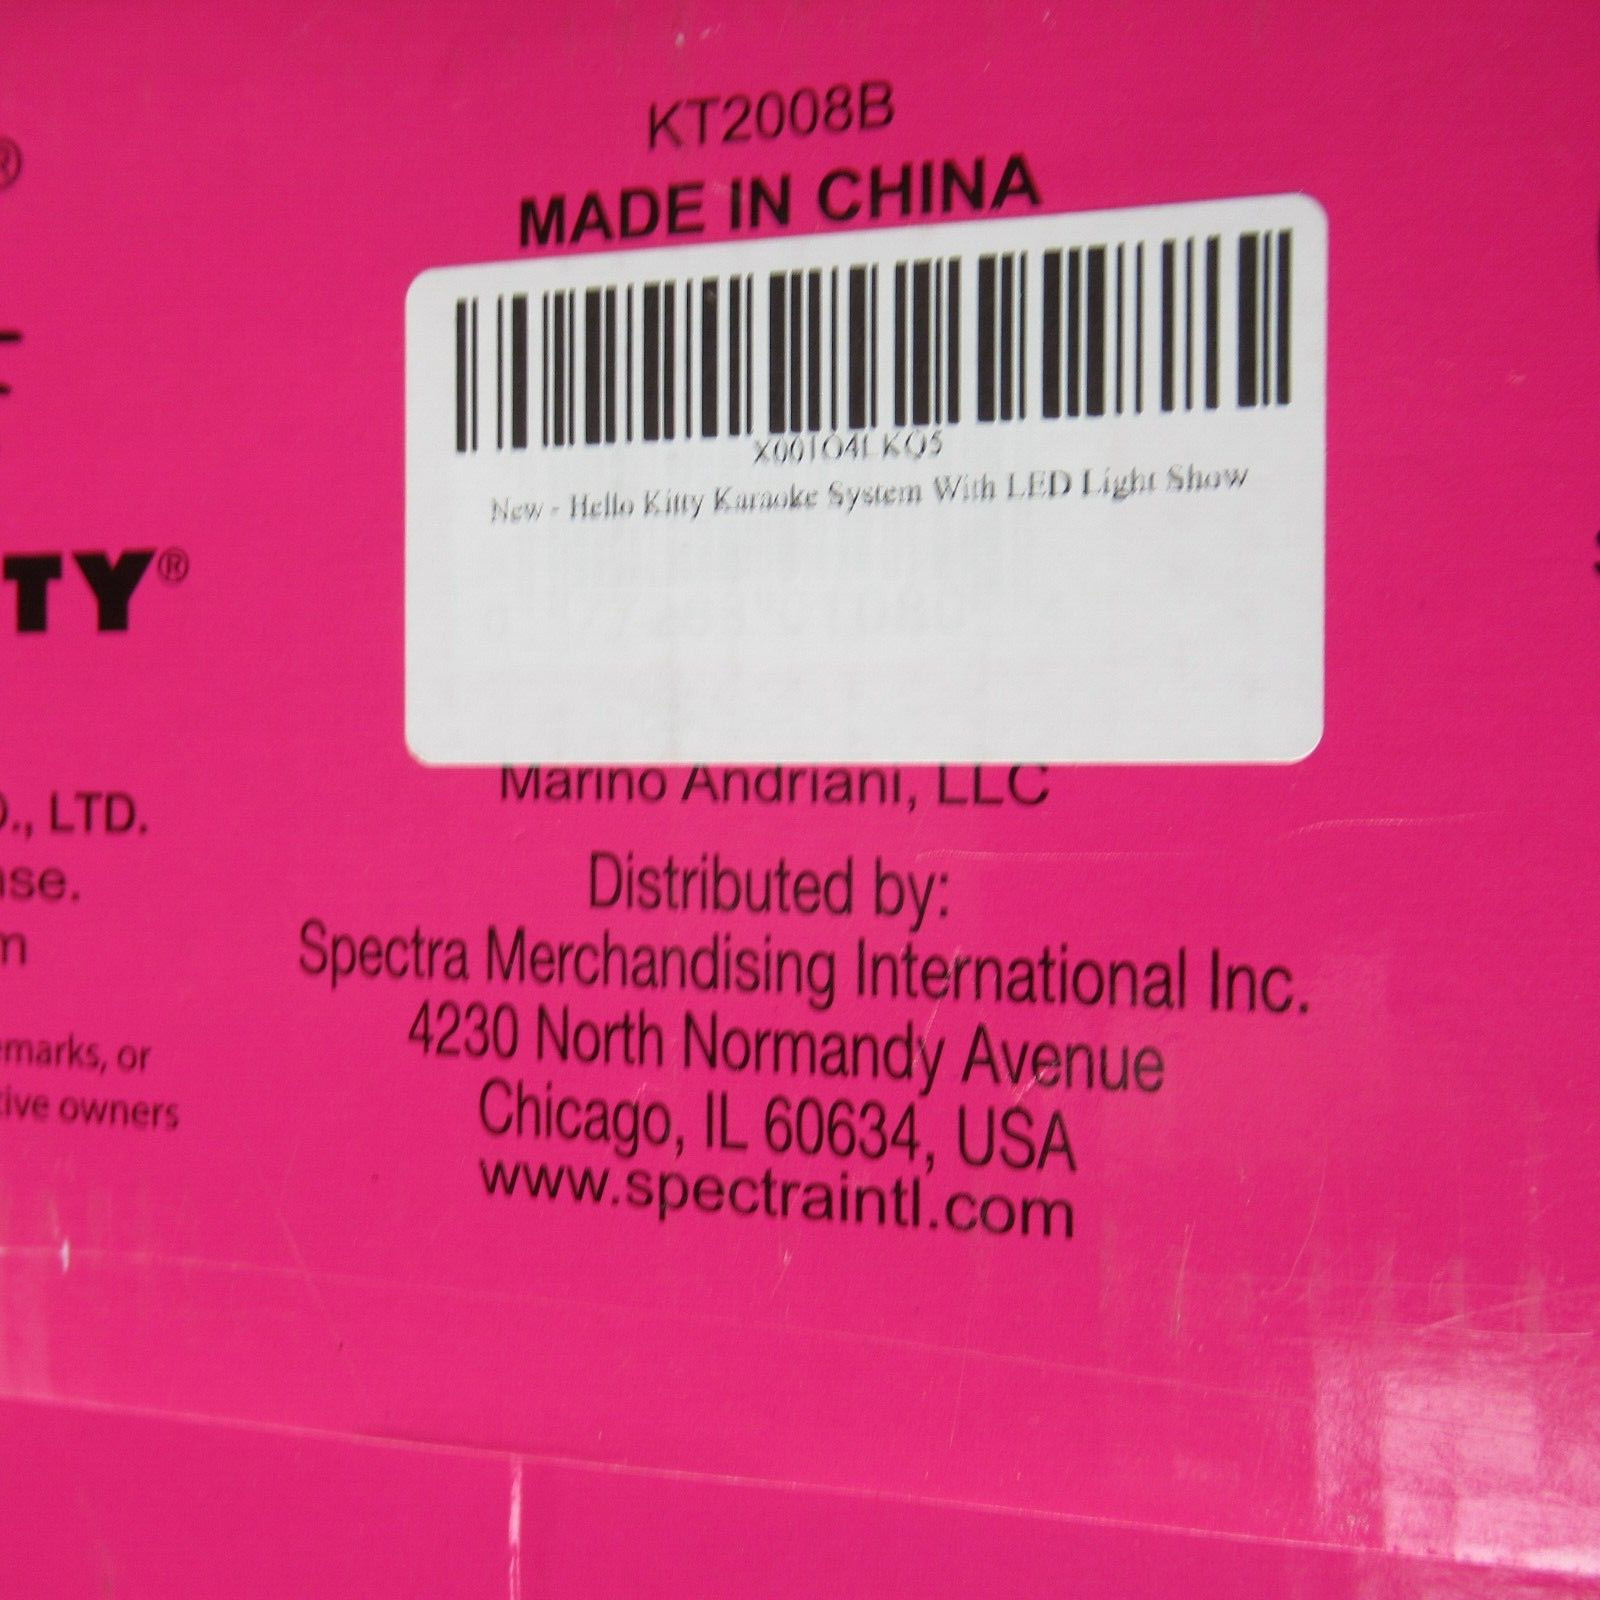 KT2008B
MADE IN CHINA
X001O4LKQ5
New - Hello Kitty Karaoke System With LED Light Show
Marino Andriani, LLC
Distributed by:
Spectra Merchandising International Inc.
4230 North Normandy Avenue
Chicago, IL 60634, USA
www.spectraintl.com
®
TY®
., LTD.
se.
m
emarks, or
tive owners